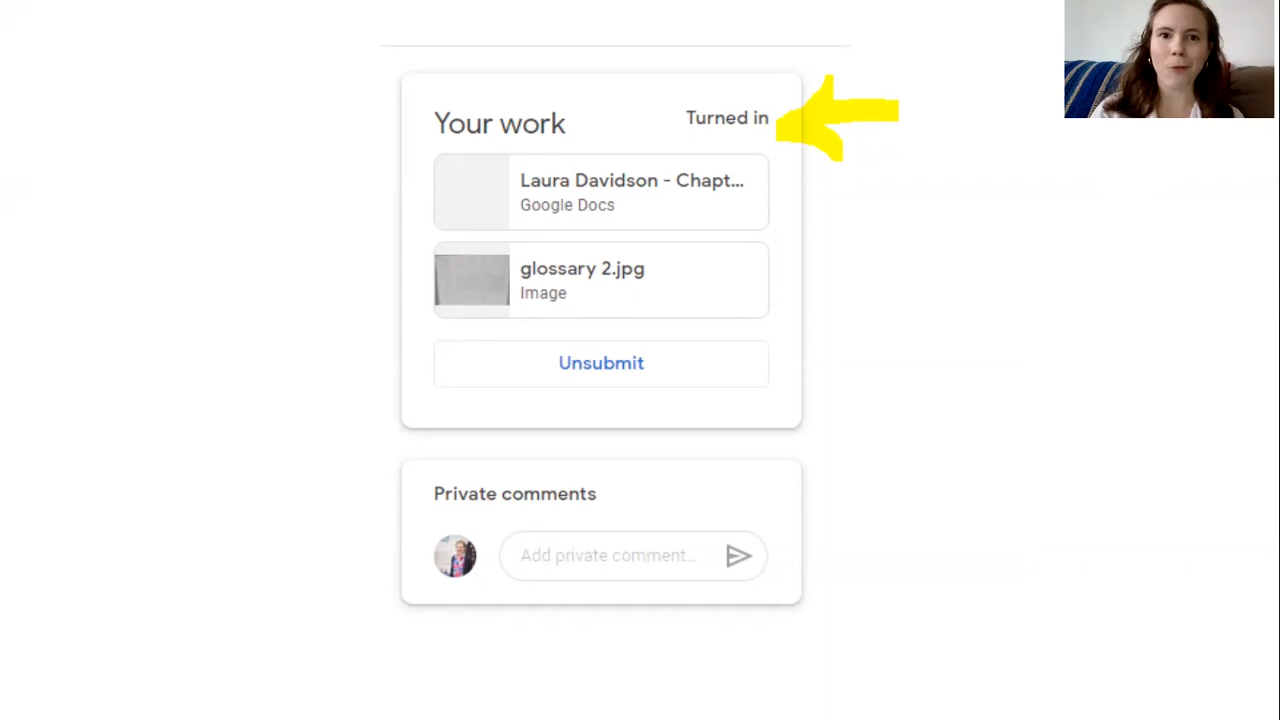 Your work
Turned in
Laura Davidson - Chapt...
Google Docs
glossary 2.jpg
Image
Unsubmit
Private comments
Add private comment...